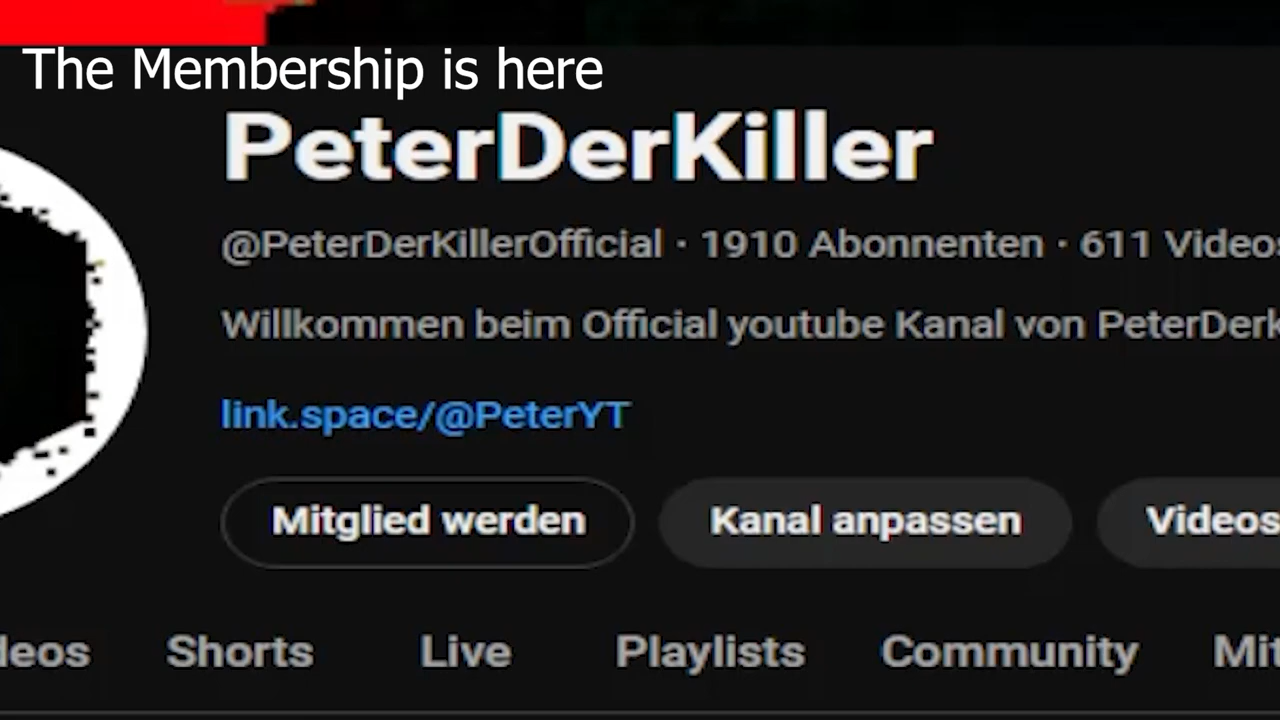 The Membership is here
PeterDerKiller
@PeterDerKillerOfficial · 1910 Abonnenten · 611 Videos
Willkommen beim Official youtube Kanal von PeterDerk
link.space/@PeterYT
Mitglied werden Kanal anpassen Videos
deos Shorts Live Playlists Community Mit